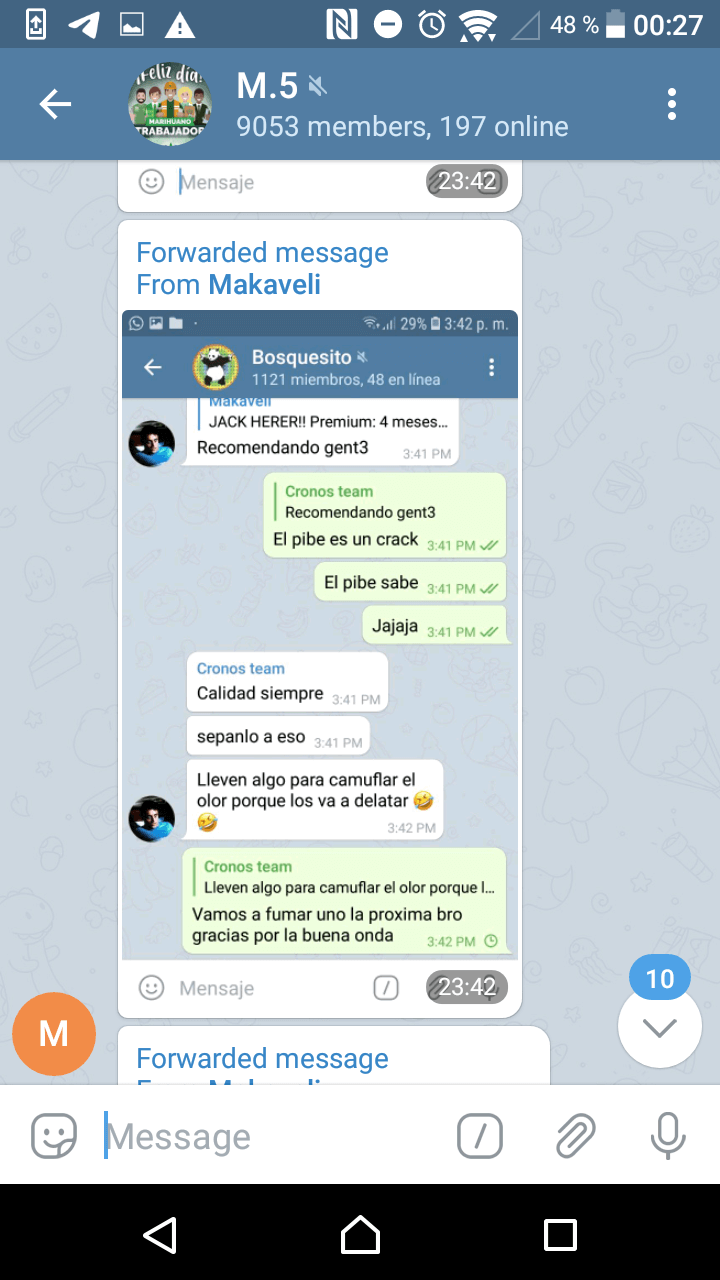 48 % 00:27
¡Feliz día!
MARIHUANO
TRABAJADOR
M.5
9053 members, 197 online
Mensaje 23:42
Forwarded message
From Makaveli
29% 3:42 p. m.
Bosquesito
1121 miembros, 48 en línea
Makaveli
JACK HERER!! Premium: 4 meses...
Recomendando gent3
3:41 PM
Cronos team
Recomendando gent3
El pibe es un crack 3:41 PM
El pibe sabe 3:41 PM
Jajaja 3:41 PM
Cronos team
Calidad siempre 3:41 PM
sepanlo a eso 3:41 PM
Lleven algo para camuflar el
olor porque los va a delatar 🤣
🤣 3:42 PM
Cronos team
Lleven algo para camuflar el olor porque l...
Vamos a fumar uno la proxima bro
gracias por la buena onda 3:42 PM
Mensaje / 23:42
10
M
Forwarded message
From Makaveli
Message /